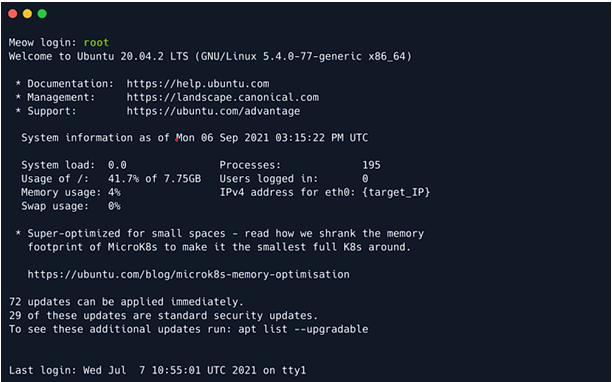 Meow login: root
Welcome to Ubuntu 20.04.2 LTS (GNU/Linux 5.4.0-77-generic x86_64)
* Documentation:  https://help.ubuntu.com
* Management:     https://landscape.canonical.com
* Support:        https://ubuntu.com/advantage
System information as of Mon 06 Sep 2021 03:15:22 PM UTC
System load:  0.0               Processes:             195
Usage of /:   41.7% of 7.75GB   Users logged in:       0
Memory usage: 4%                IPv4 address for eth0: {target_IP}
Swap usage:   0%
* Super-optimized for small spaces - read how we shrank the memory
footprint of MicroK8s to make it the smallest full K8s around.
https://ubuntu.com/blog/microk8s-memory-optimisation
72 updates can be applied immediately.
29 of these updates are standard security updates.
To see these additional updates run: apt list --upgradable
Last login: Wed Jul  7 10:55:01 UTC 2021 on tty1